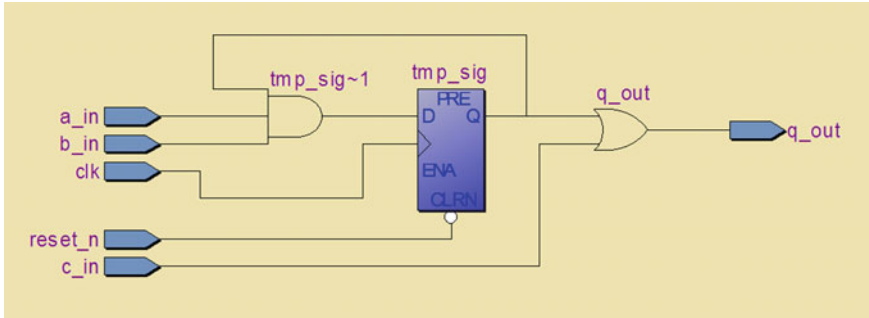 tmp_sig~1
tmp_sig
q_out
PRE
a_in
D
Q
q_out
b_in
clk
ENA
CLRN
reset_n
c_in